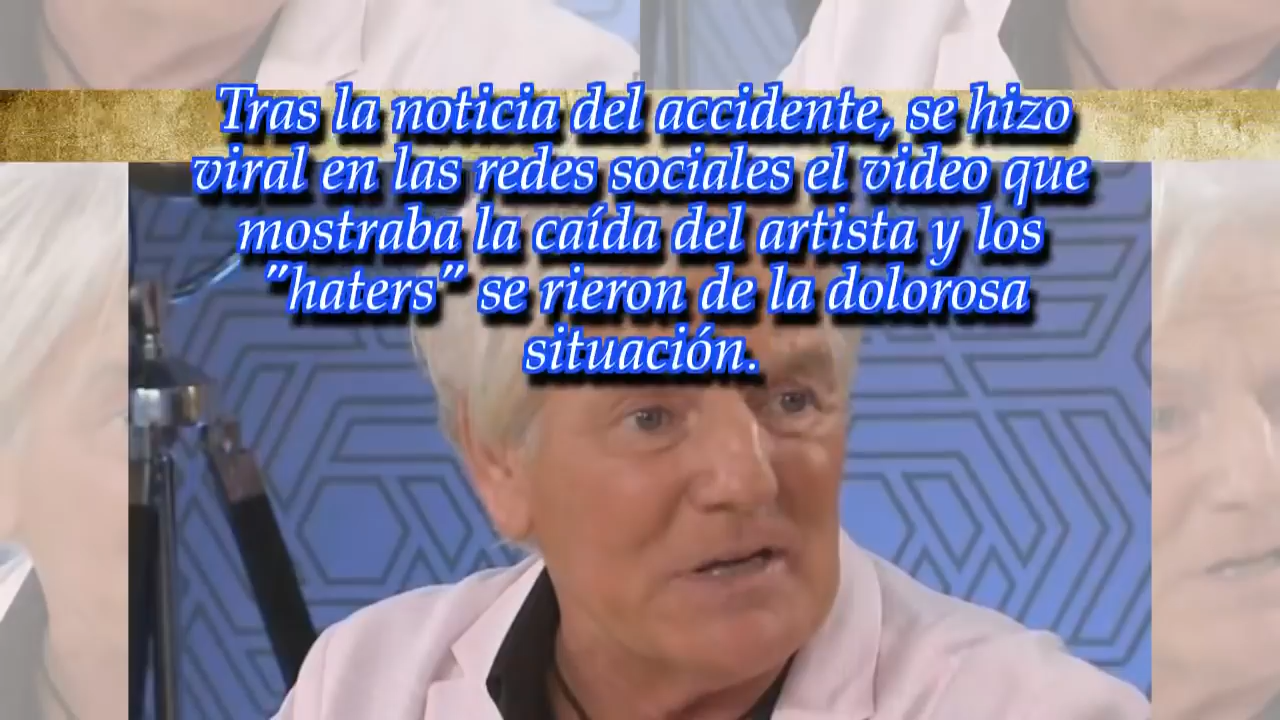 Tras la noticia del accidente, se hizo
viral en las redes sociales el video que
mostraba la caída del artista y los
"haters" se rieron de la dolorosa
situación.